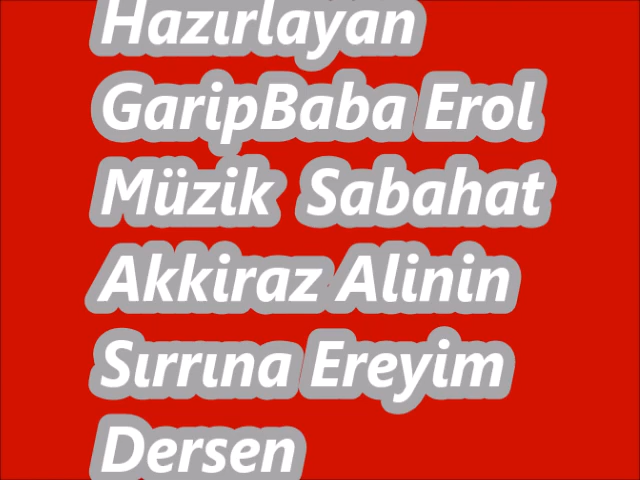 Hazırlayan
GaripBaba Erol
Müzik  Sabahat
Akkiraz Alinin
Sırrına Ereyim
Dersen